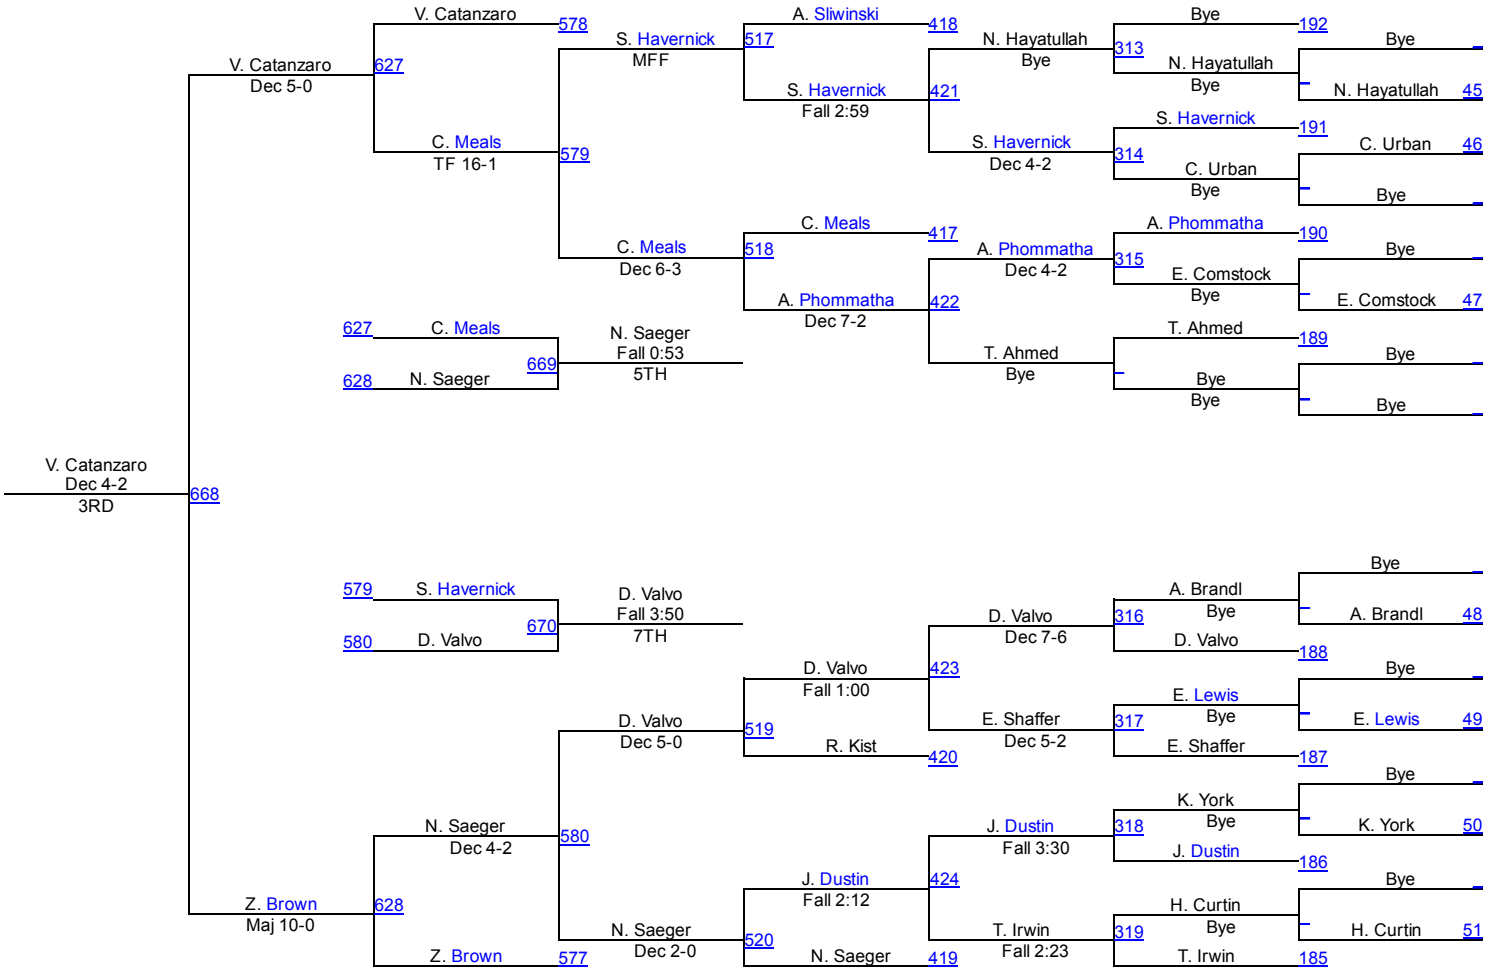 V. Catanzaro 578
A. Sliwinski 418
Bye 192
S. Havernick 517
MFF
N. Hayatullah 313
Bye
Bye
V. Catanzaro 627
Dec 5-0
N. Hayatullah
Bye
S. Havernick 421
Fall 2:59
N. Hayatullah 45
S. Havernick 191
C. Meals 579
TF 16-1
S. Havernick 314
Dec 4-2
C. Urban 46
C. Urban
Bye
Bye
C. Meals 417
A. Phommatha 190
C. Meals 518
Dec 6-3
A. Phommatha 315
Dec 4-2
Bye
E. Comstock
Bye
A. Phommatha 422
Dec 7-2
E. Comstock 47
627 C. Meals
N. Saeger
Fall 0:53
5TH
669
T. Ahmed 189
T. Ahmed
Bye
Bye
628 N. Saeger
Bye
Bye
Bye
V. Catanzaro
Dec 4-2
3RD
668
Bye
579 S. Havernick
D. Valvo
Fall 3:50
7TH
670
A. Brandl
Bye
D. Valvo 316
Dec 7-6
A. Brandl 48
580 D. Valvo
D. Valvo 188
D. Valvo 423
Fall 1:00
Bye
E. Lewis
Bye
D. Valvo 519
Dec 5-0
E. Shaffer 317
Dec 5-2
E. Lewis 49
R. Kist 420
E. Shaffer 187
Bye
K. York
Bye
N. Saeger 580
Dec 4-2
J. Dustin 318
Fall 3:30
K. York 50
J. Dustin 186
J. Dustin 424
Fall 2:12
Bye
Z. Brown 628
Maj 10-0
H. Curtin
Bye
N. Saeger 520
Dec 2-0
T. Irwin 319
Fall 2:23
H. Curtin 51
Z. Brown 577
N. Saeger 419
T. Irwin 185